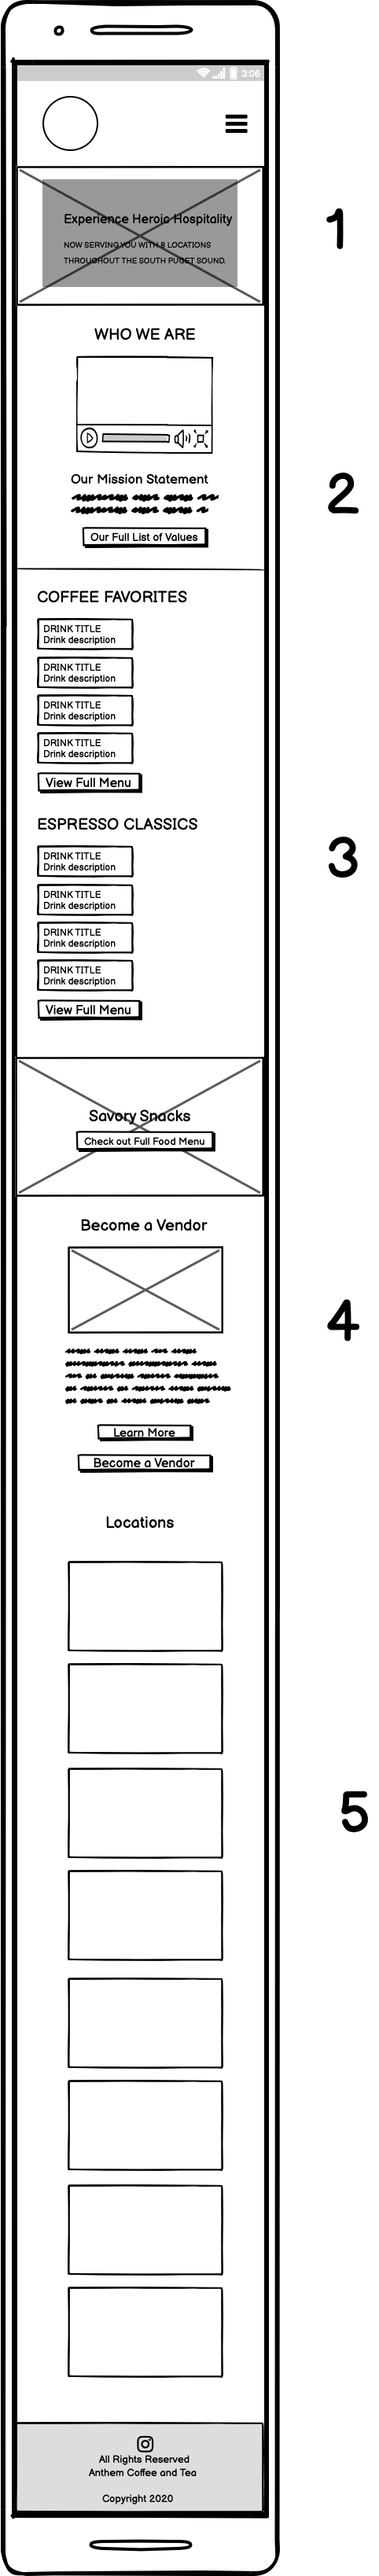 3:06
Experience Heroic Hospitality
NOW SERVING YOU WITH 8 LOCATIONS
THROUGHOUT THE SOUTH PUGET SOUND.
1
WHO WE ARE
Our Mission Statement
2
Our Full List of Values
COFFEE FAVORITES
DRINK TITLE
Drink description
DRINK TITLE
Drink description
DRINK TITLE
Drink description
DRINK TITLE
Drink description
View Full Menu
ESPRESSO CLASSICS
3
DRINK TITLE
Drink description
DRINK TITLE
Drink description
DRINK TITLE
Drink description
DRINK TITLE
Drink description
View Full Menu
Savory Snacks
Check out Full Food Menu
Become a Vendor
4
Learn More
Become a Vendor
Locations
5
All Rights Reserved
Anthem Coffee and Tea
Copyright 2020